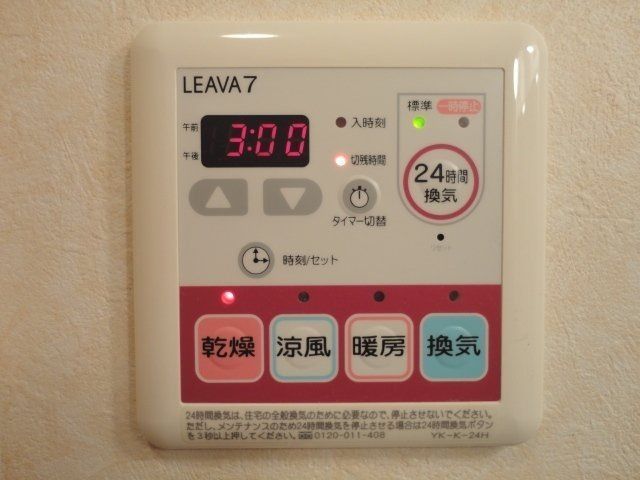 LEAVA7
標準 一時停止
午前
午後
3:00
入時刻
切残時間
24時間
換気
タイマー切替
リセット
時刻/セット
乾燥 涼風 暖房 換気
24時間換気は、住宅の全般換気のために必要なので、停止させないでください。
ただし、メンテナンスのため24時間換気を停止させる場合は24時間換気ボタン
を3秒以上押してください。 0120-011-408 YK-K-24H